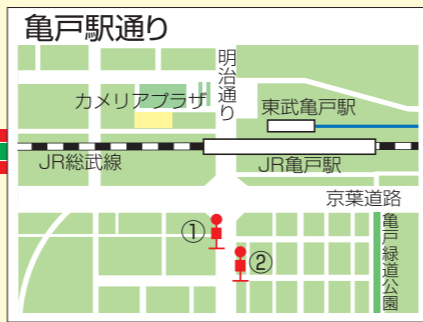 亀戸駅通り
明治通り
カメリアプラザ
東武亀戸駅
JR総武線
JR亀戸駅
京葉道路
①
②
亀戸緑道公園